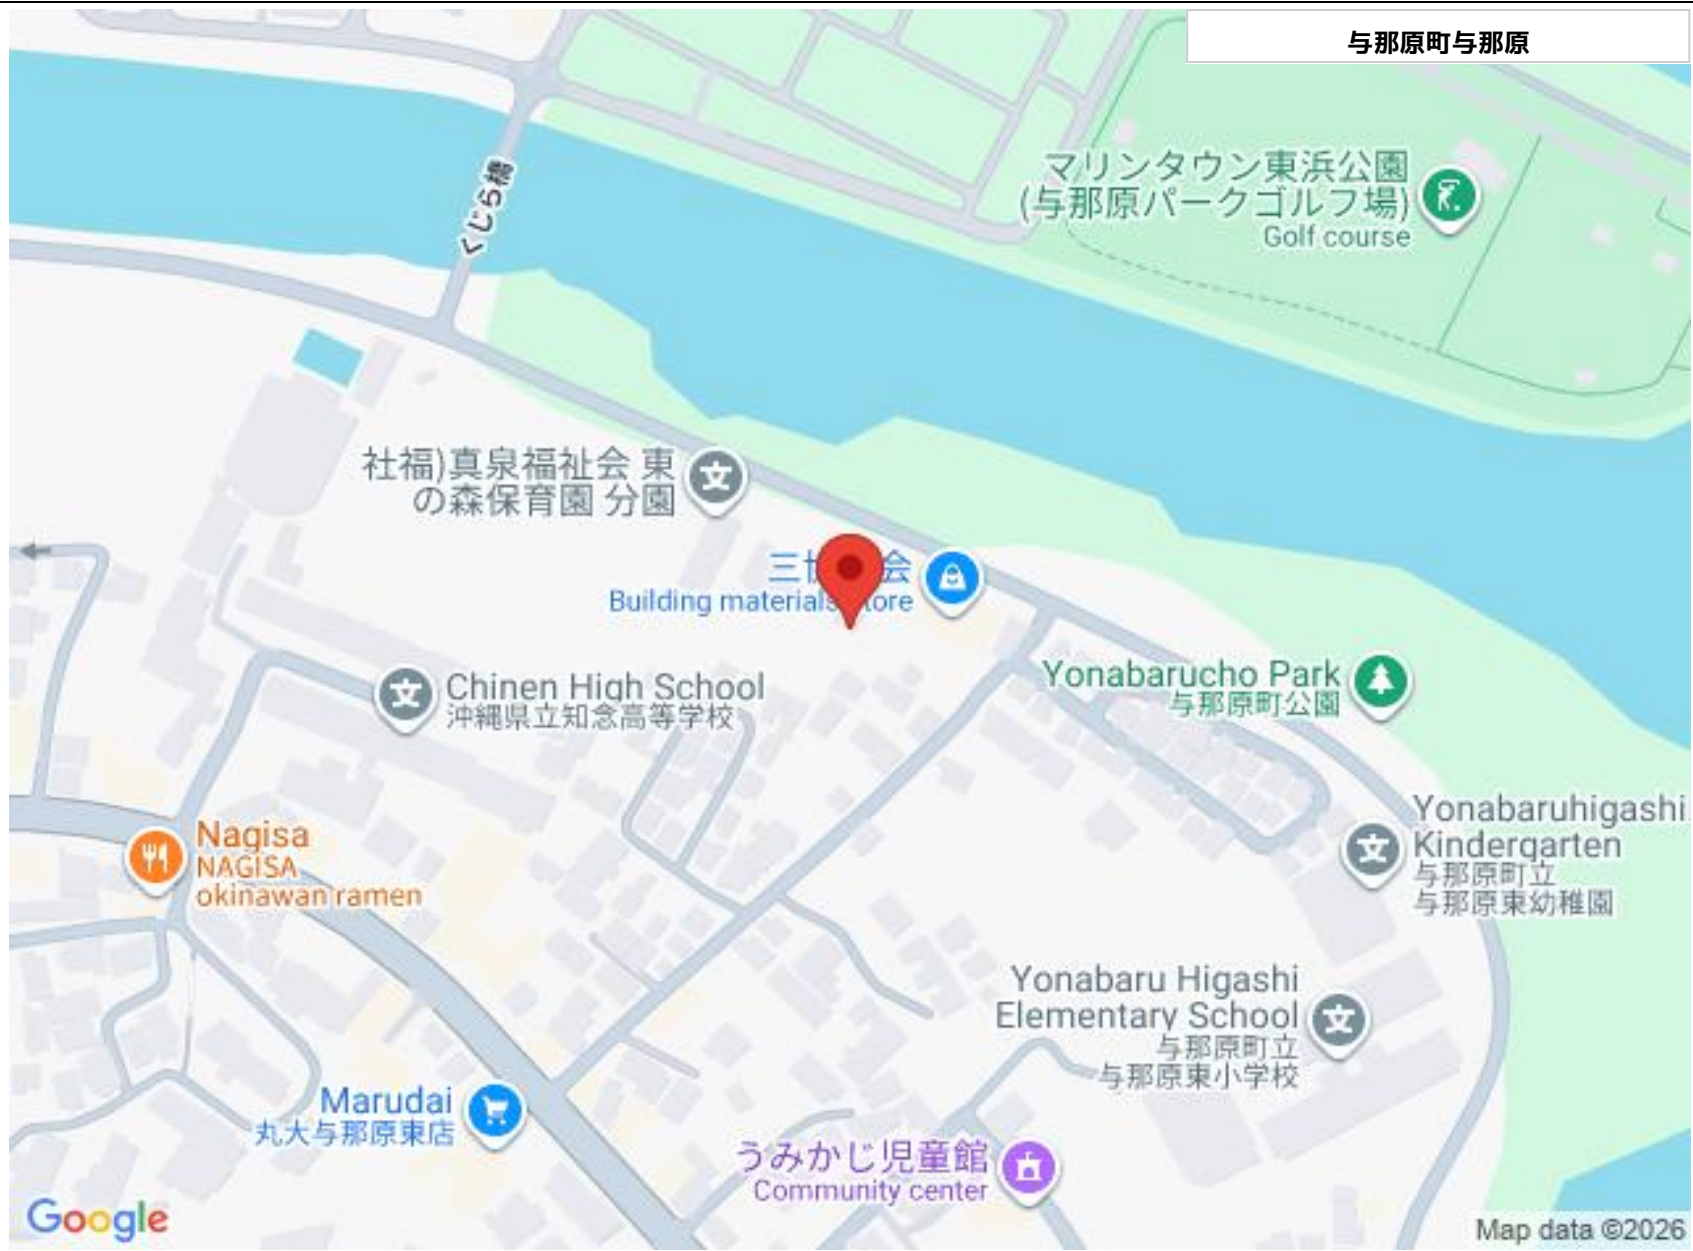 与那原町与那原
くじら橋
マリンタウン東浜公園
(与那原パークゴルフ場)
Golf course
社福)真泉福祉会 東
の森保育園 分園
三
会
Building materials
Chinen High School
沖縄県立知念高等学校
Yonabarucho Park
与那原町公園
Nagisa
NAGISA
okinawan ramen
Yonabaruhigashi
Kindergarten
与那原町立
与那原東幼稚園
Yonabaru Higashi
Elementary School
与那原町立
与那原東小学校
Marudai
丸大与那原東店
うみかじ児童館
Community center
Google
Map data ©2026